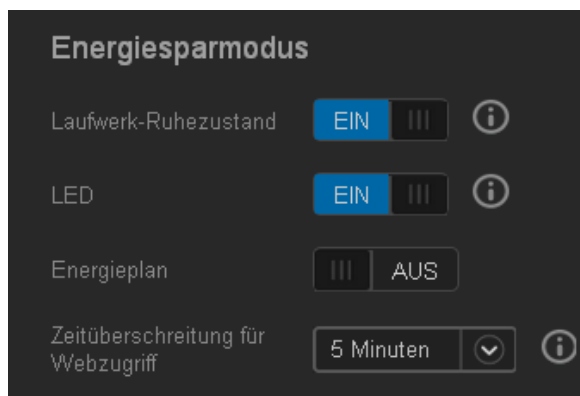 Energiesparmodus
Laufwerk-Ruhezustand EIN
LED EIN
Energieplan AUS
Zeitüberschreitung für
Webzugriff
5 Minuten